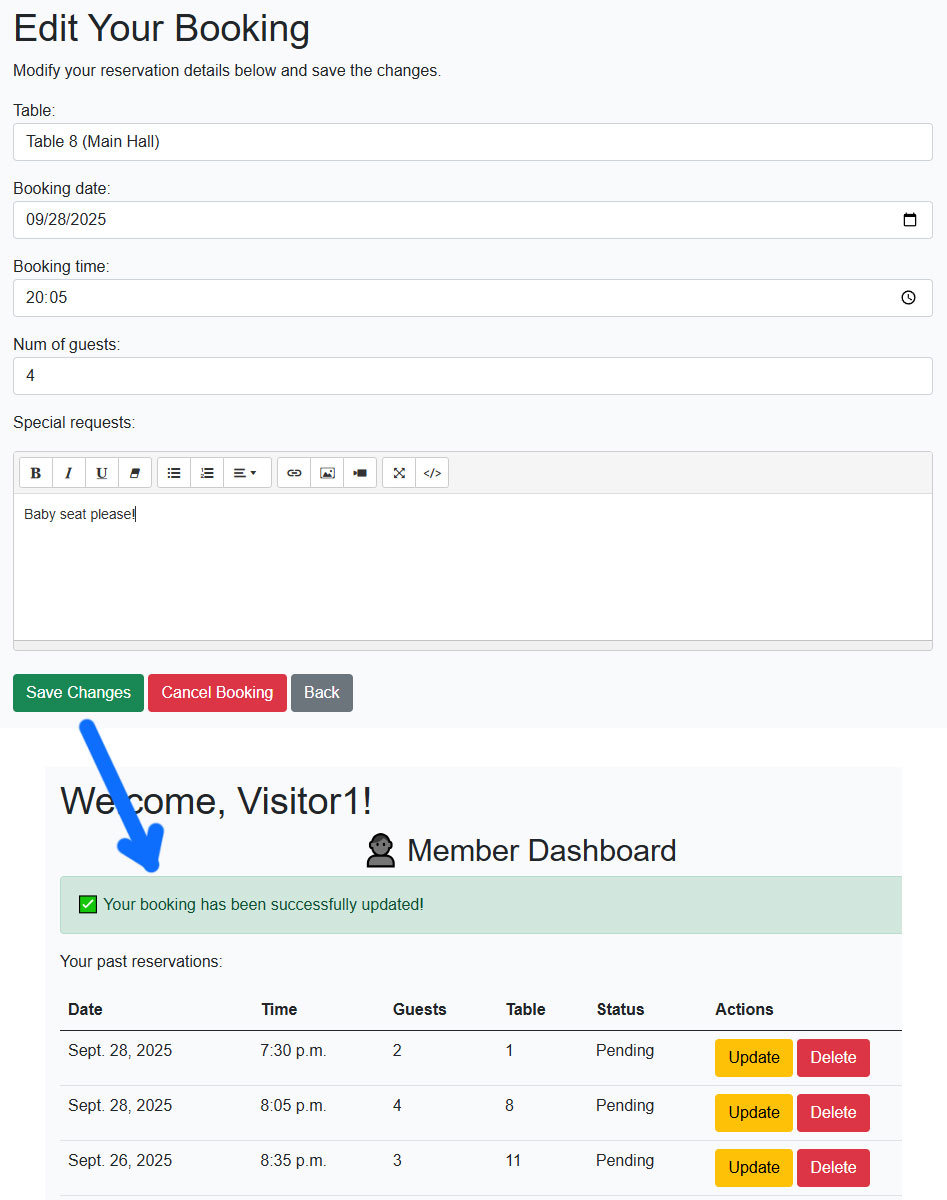 Edit Your Booking
Modify your reservation details below and save the changes.
Table:
Table 8 (Main Hall)
Booking date:
09/28/2025
Booking time:
20:05
Num of guests:
4
Special requests:
B I U </>
Baby seat please!
Save Changes Cancel Booking Back
Welcome, Visitor1!
Member Dashboard
Your booking has been successfully updated!
Your past reservations:
Date Time Guests Table Status Actions
Sept. 28, 2025 7:30 p.m. 2 1 Pending Update Delete
Sept. 28, 2025 8:05 p.m. 4 8 Pending Update Delete
Sept. 26, 2025 8:35 p.m. 3 11 Pending Update Delete